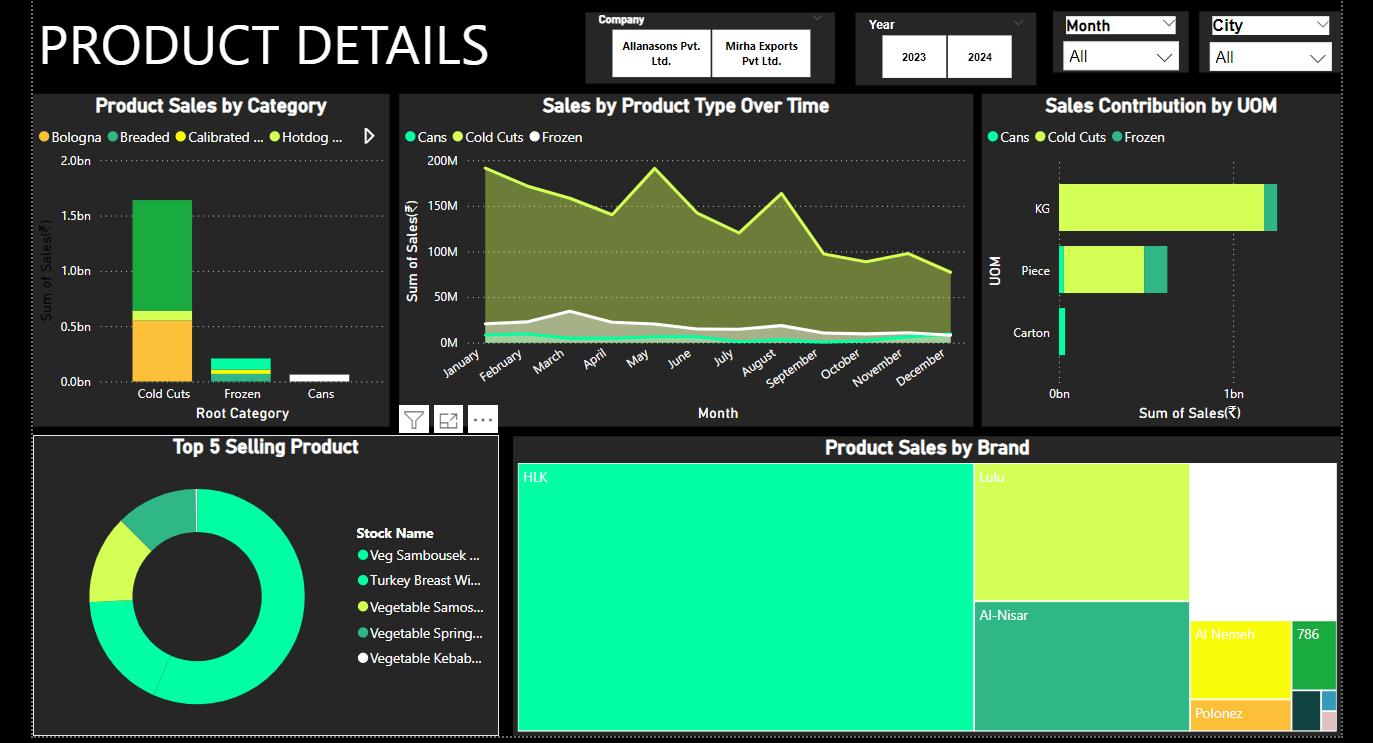 PRODUCT DETAILS
Company
Allanasons Pvt. Ltd.
Mirha Exports Pvt Ltd.
Year
2023
2024
Month
All
City
All
Product Sales by Category
Bologna Breaded Calibrated ... Hotdog ...
2.0bn
1.5bn
1.0bn
0.5bn
0.0bn
Sum of Sales(₹)
Cold Cuts Frozen Cans
Root Category
Sales by Product Type Over Time
Cans Cold Cuts Frozen
200M
150M
100M
50M
0M
Sum of Sales(₹)
January February March April May June July August September October November December
Month
Sales Contribution by UOM
Cans Cold Cuts Frozen
UOM
KG
Piece
Carton
0bn 1bn
Sum of Sales(₹)
Top 5 Selling Product
Stock Name
Veg Sambousek ...
Turkey Breast Wi...
Vegetable Samos...
Vegetable Spring...
Vegetable Kebab...
Product Sales by Brand
HLK
Lulu
Al-Nisar
Al Nemeh
786
Polonez